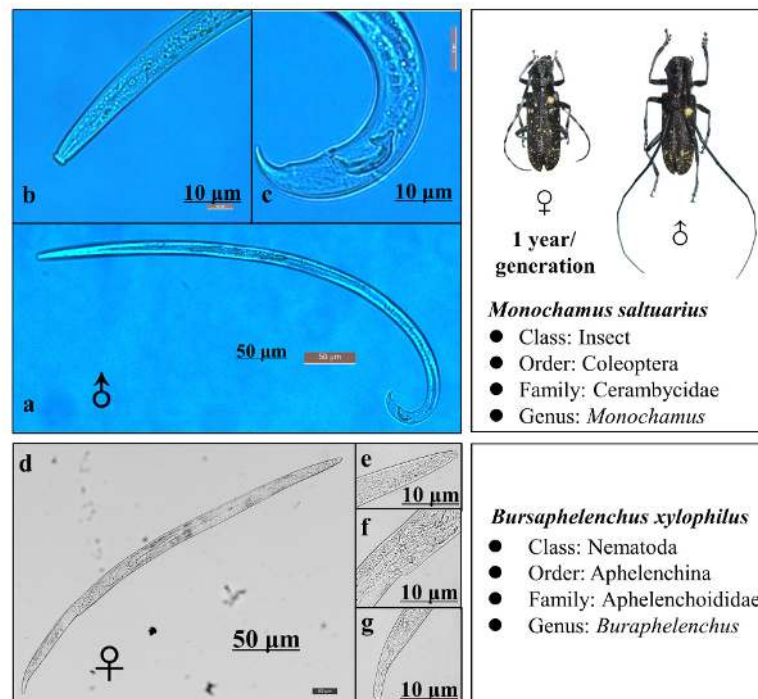 b
10 μm
c
10 μm
50 μm
50 μm
a
♂
♀
1 year/
generation
♂
Monochamus saltuarius
● Class: Insect
● Order: Coleoptera
● Family: Cerambycidae
● Genus: Monochamus
d
50 μm
♀
e
10 μm
f
10 μm
g
10 μm
Bursaphelenchus xylophilus
● Class: Nematoda
● Order: Aphelenchina
● Family: Aphelenchoididae
● Genus: Buraphelenchus